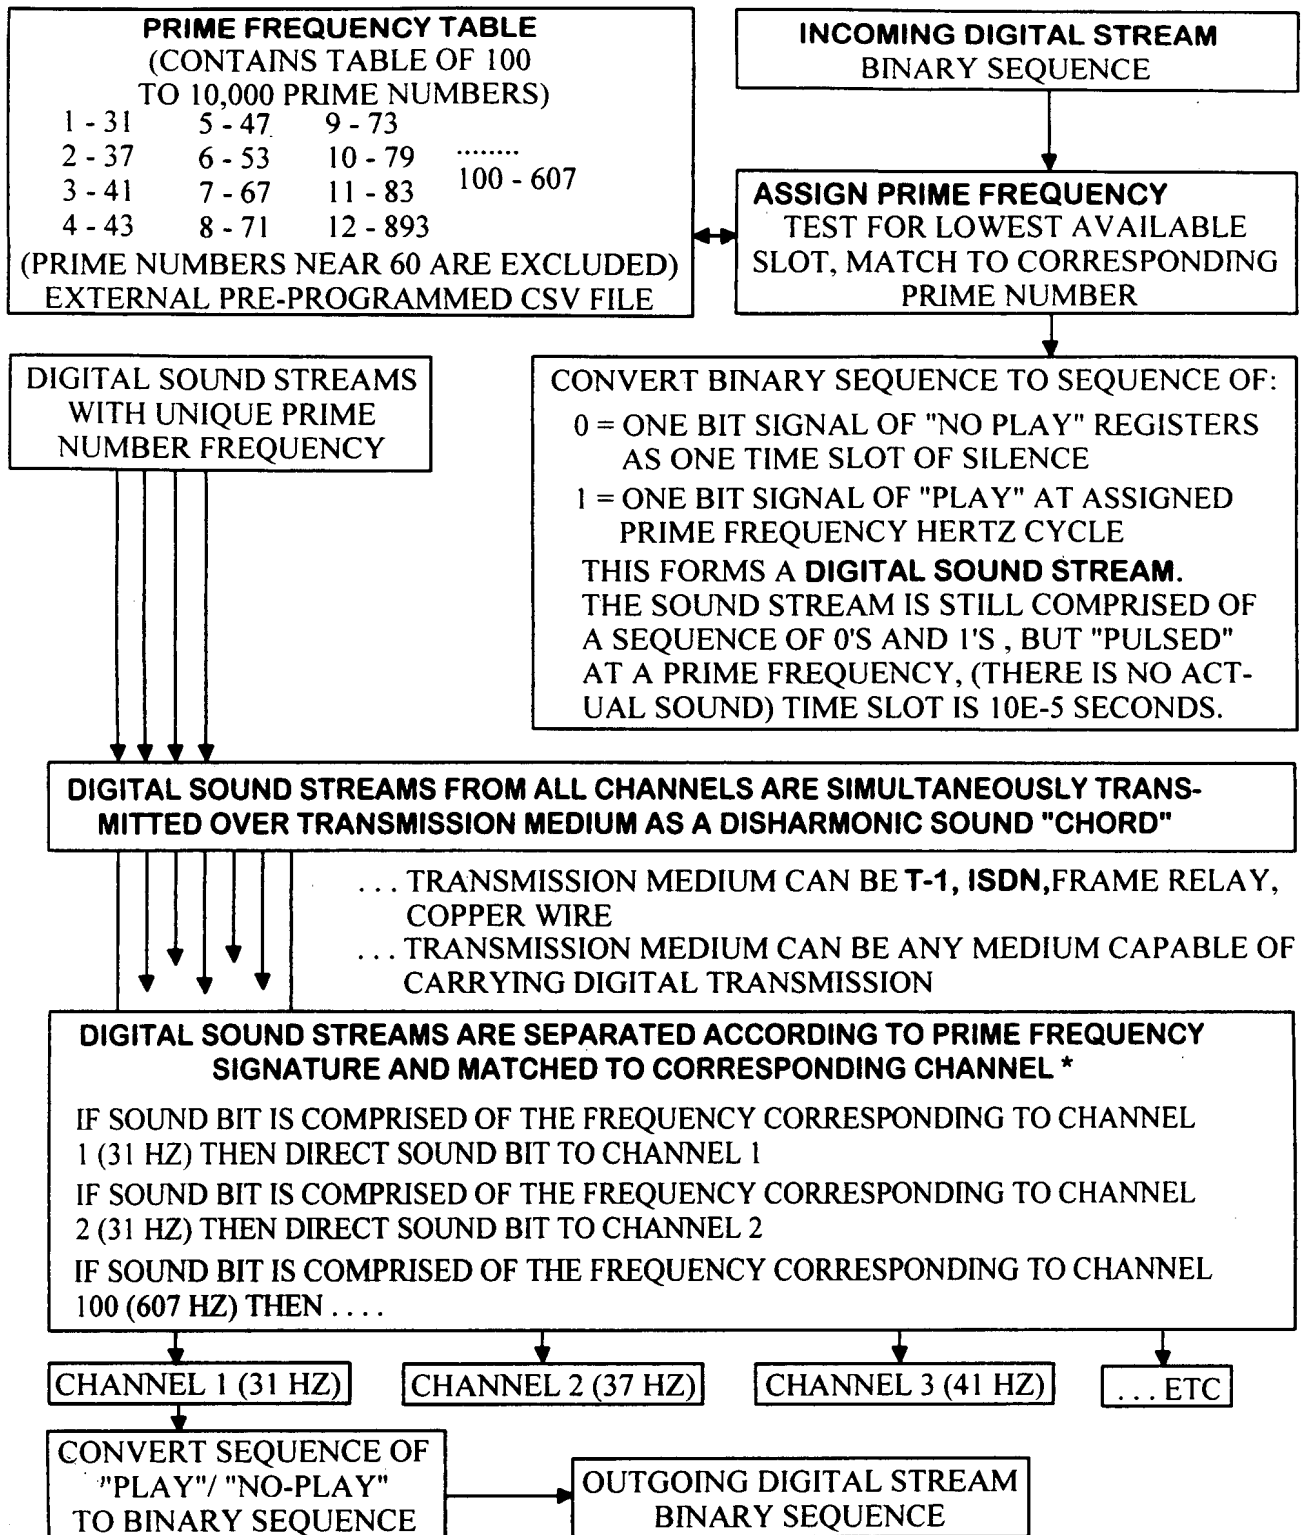 PRIME FREQUENCY TABLE
(CONTAINS TABLE OF 100
TO 10,000 PRIME NUMBERS)
1 - 31 5 - 47 9 - 73
2 - 37 6 - 53 10 - 79 ........
3 - 41 7 - 67 11 - 83 100 - 607
4 - 43 8 - 71 12 - 893
(PRIME NUMBERS NEAR 60 ARE EXCLUDED)
EXTERNAL PRE-PROGRAMMED CSV FILE
INCOMING DIGITAL STREAM
BINARY SEQUENCE
ASSIGN PRIME FREQUENCY
TEST FOR LOWEST AVAILABLE
SLOT, MATCH TO CORRESPONDING
PRIME NUMBER
DIGITAL SOUND STREAMS
WITH UNIQUE PRIME
NUMBER FREQUENCY
CONVERT BINARY SEQUENCE TO SEQUENCE OF:
0 = ONE BIT SIGNAL OF "NO PLAY" REGISTERS
AS ONE TIME SLOT OF SILENCE
1 = ONE BIT SIGNAL OF "PLAY" AT ASSIGNED
PRIME FREQUENCY HERTZ CYCLE
THIS FORMS A DIGITAL SOUND STREAM.
THE SOUND STREAM IS STILL COMPRISED OF
A SEQUENCE OF 0'S AND 1'S , BUT "PULSED"
AT A PRIME FREQUENCY, (THERE IS NO ACT-
UAL SOUND) TIME SLOT IS 10E-5 SECONDS.
DIGITAL SOUND STREAMS FROM ALL CHANNELS ARE SIMULTANEOUSLY TRANS-
MITTED OVER TRANSMISSION MEDIUM AS A DISHARMONIC SOUND "CHORD"
... TRANSMISSION MEDIUM CAN BE T-1, ISDN,FRAME RELAY,
COPPER WIRE
... TRANSMISSION MEDIUM CAN BE ANY MEDIUM CAPABLE OF
CARRYING DIGITAL TRANSMISSION
DIGITAL SOUND STREAMS ARE SEPARATED ACCORDING TO PRIME FREQUENCY
SIGNATURE AND MATCHED TO CORRESPONDING CHANNEL *
IF SOUND BIT IS COMPRISED OF THE FREQUENCY CORRESPONDING TO CHANNEL
1 (31 HZ) THEN DIRECT SOUND BIT TO CHANNEL 1
IF SOUND BIT IS COMPRISED OF THE FREQUENCY CORRESPONDING TO CHANNEL
2 (31 HZ) THEN DIRECT SOUND BIT TO CHANNEL 2
IF SOUND BIT IS COMPRISED OF THE FREQUENCY CORRESPONDING TO CHANNEL
100 (607 HZ) THEN ....
CHANNEL 1 (31 HZ)
CHANNEL 2 (37 HZ)
CHANNEL 3 (41 HZ)
... ETC
CONVERT SEQUENCE OF
"PLAY"/ "NO-PLAY"
TO BINARY SEQUENCE
OUTGOING DIGITAL STREAM
BINARY SEQUENCE